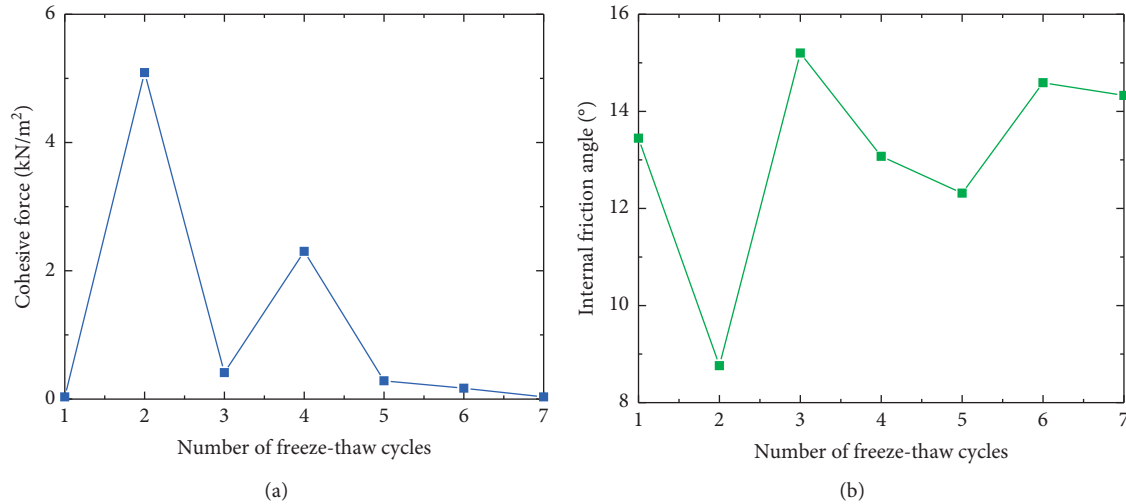 6
4
2
0
Cohesive force (kN/m²)
1 2 3 4 5 6 7
Number of freeze-thaw cycles
(a)
16
14
12
10
8
Internal friction angle (°)
1 2 3 4 5 6 7
Number of freeze-thaw cycles
(b)